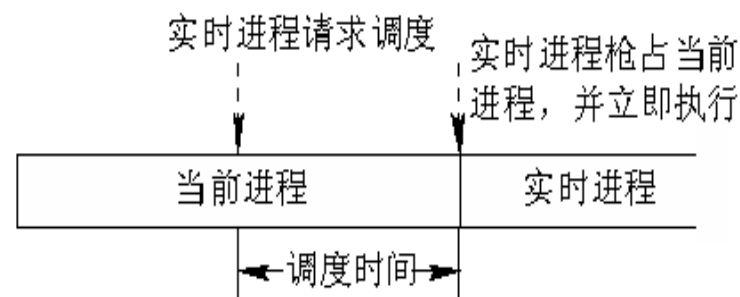 实时进程请求调度
实时进程枪占当前
进程，并立即执行
当前进程
实时进程
调度时间